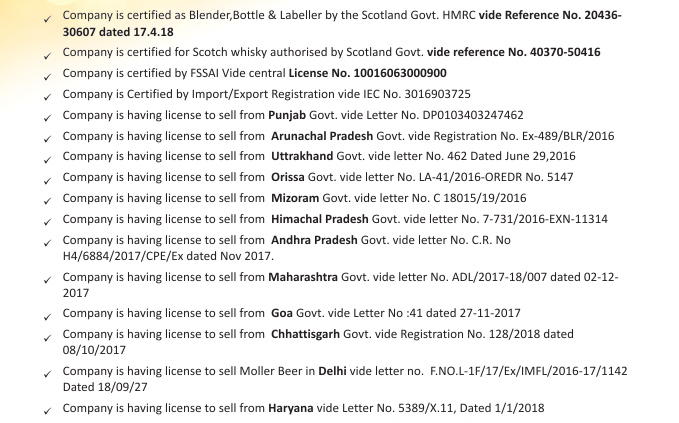 ✓ Company is certified as Blender,Bottle & Labeller by the Scotland Govt. HMRC vide Reference No. 20436-
30607 dated 17.4.18
✓ Company is certified for Scotch whisky authorised by Scotland Govt. vide reference No. 40370-50416
✓ Company is certified by FSSAI Vide central License No. 10016063000900
✓ Company is Certified by Import/Export Registration vide IEC No. 3016903725
✓ Company is having license to sell from Punjab Govt. vide Letter No. DP0103403247462
✓ Company is having license to sell from Arunachal Pradesh Govt. vide Registration No. Ex-489/BLR/2016
✓ Company is having license to sell from Uttrakhand Govt. vide letter No. 462 Dated June 29,2016
✓ Company is having license to sell from Orissa Govt. vide letter No. LA-41/2016-OREDR No. 5147
✓ Company is having license to sell from Mizoram Govt. vide letter No. C 18015/19/2016
✓ Company is having license to sell from Himachal Pradesh Govt. vide letter No. 7-731/2016-EXN-11314
✓ Company is having license to sell from Andhra Pradesh Govt. vide letter No. C.R. No
H4/6884/2017/CPE/Ex dated Nov 2017.
✓ Company is having license to sell from Maharashtra Govt. vide letter No. ADL/2017-18/007 dated 02-12-
2017
✓ Company is having license to sell from Goa Govt. vide Letter No :41 dated 27-11-2017
✓ Company is having license to sell from Chhattisgarh Govt. vide Registration No. 128/2018 dated
08/10/2017
✓ Company is having license to sell Moller Beer in Delhi vide letter no. F.NO.L-1F/17/Ex/IMFL/2016-17/1142
Dated 18/09/27
✓ Company is having license to sell from Haryana vide Letter No. 5389/X.11, Dated 1/1/2018